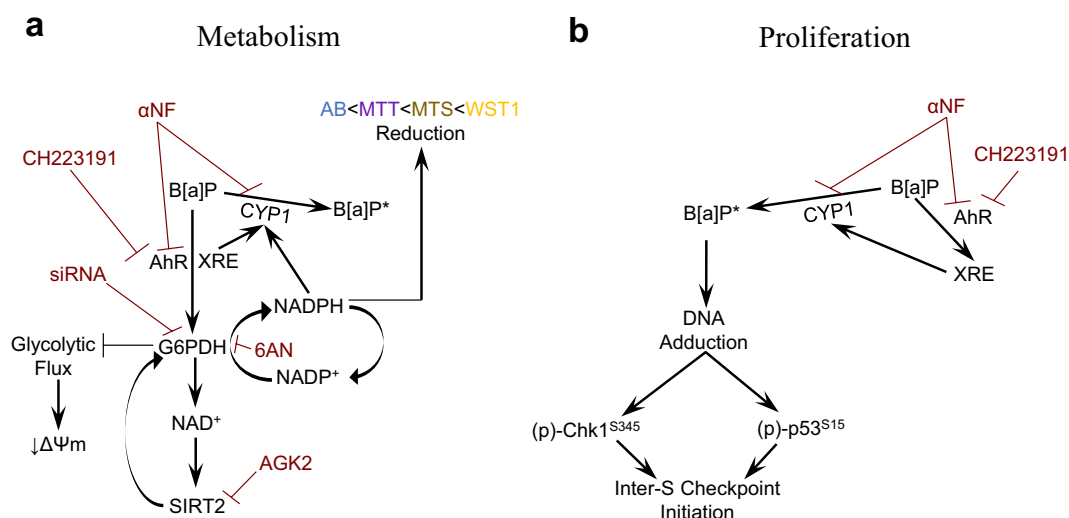 a
Metabolism
AB<MTT<MTS<WST1
Reduction
αNF
CH223191
B[a]P
CYP1
B[a]P*
AhR
XRE
siRNA
NADPH
Glycolytic
Flux
G6PDH
6AN
NADP⁺
NAD⁺
↓ΔΨm
AGK2
SIRT2
b
Proliferation
αNF
CH223191
B[a]P
B[a]P*
CYP1
AhR
XRE
DNA
Adduction
(p)-Chk1ˢ³⁴⁵
(p)-p53ˢ¹⁵
Inter-S Checkpoint
Initiation